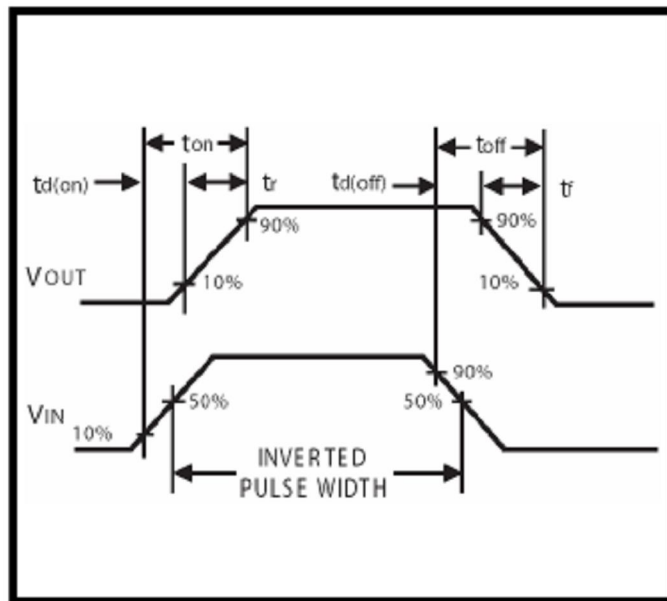 ton
toff
td(on)
tr
td(off)
tf
90%
90%
VOUT
10%
10%
90%
VIN
50%
50%
10%
INVERTED
PULSE WIDTH